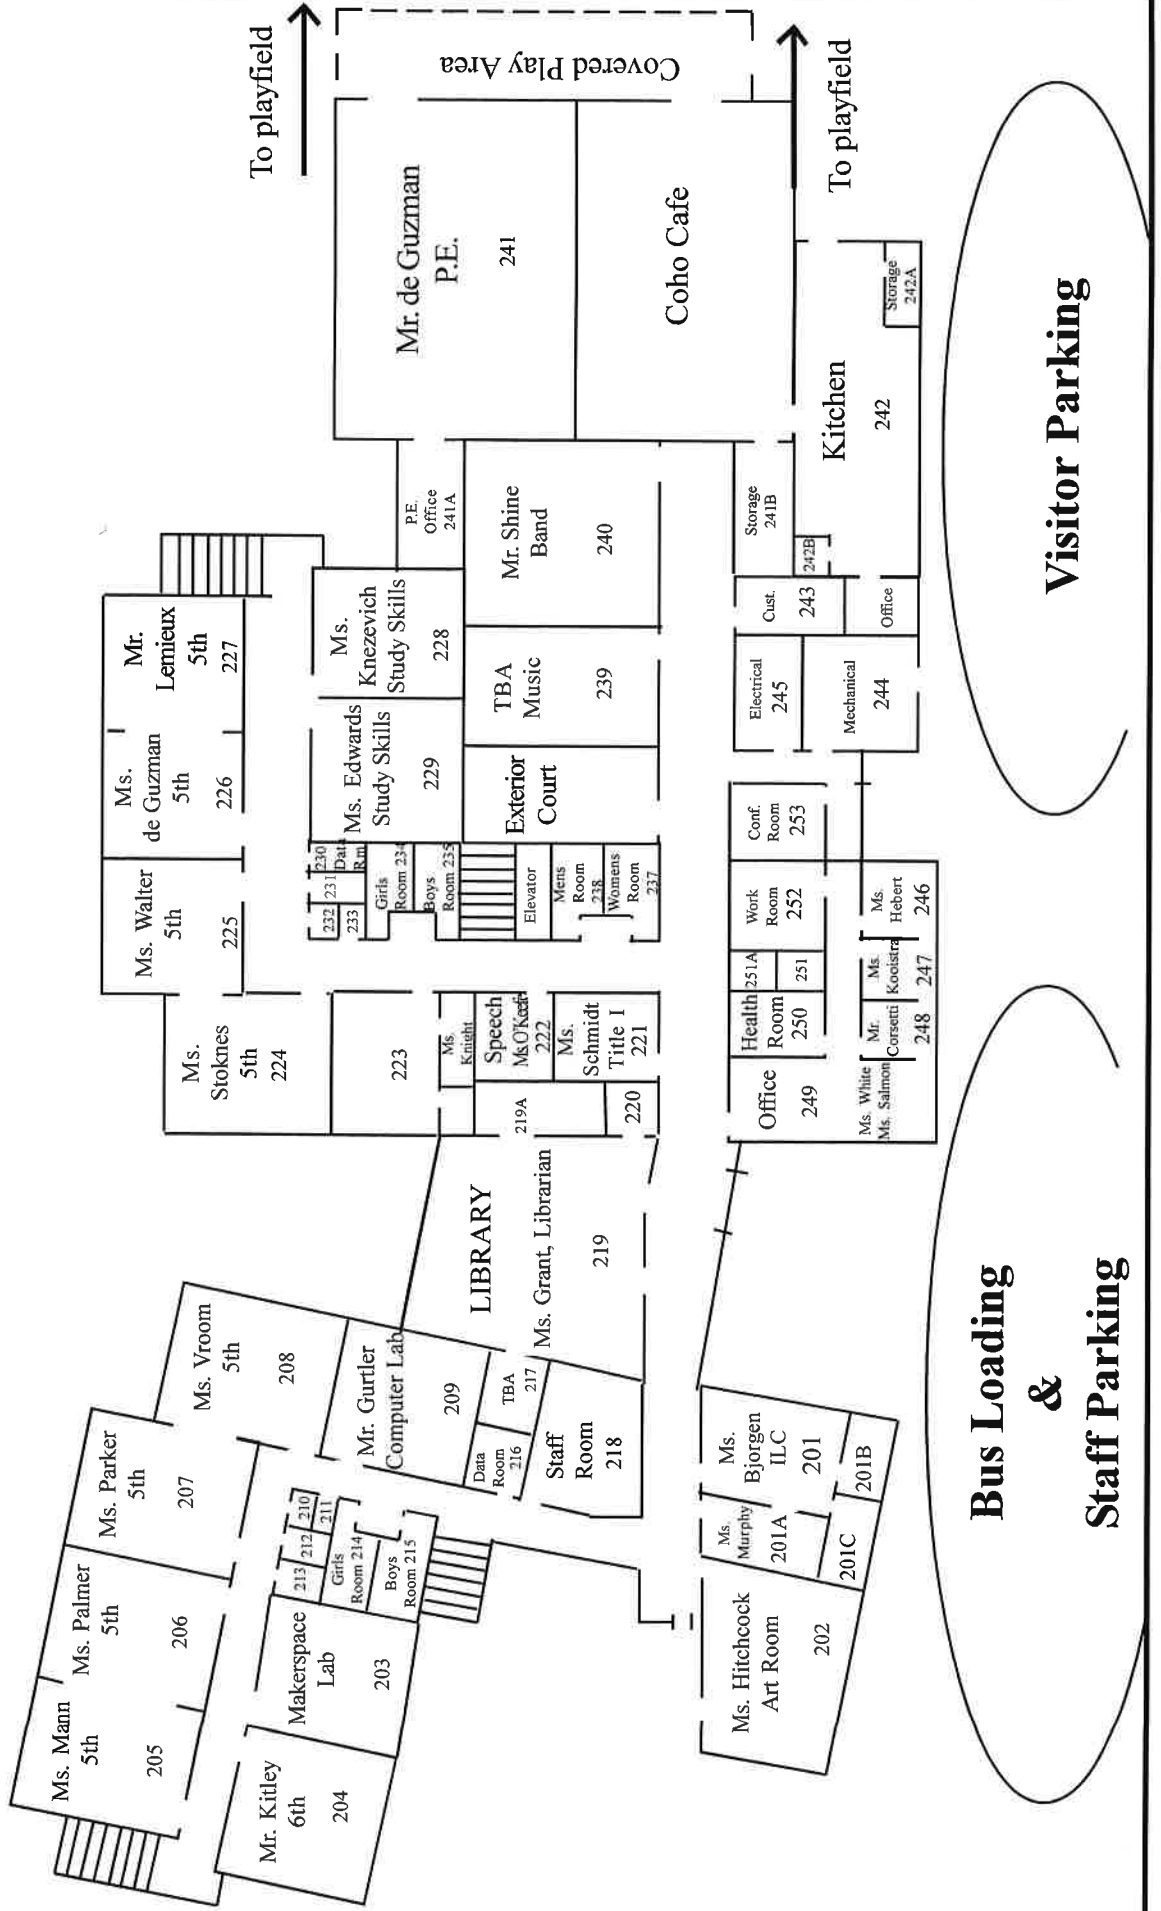 Ms. Mann
5th
205
Ms. Palmer
5th
206
Ms. Parker
5th
207
Ms. Vroom
5th
208
Mr. Kitley
6th
204
Makerspace
Lab
203
213
212
210
211
Girls
Room 214
Boys
Room 215
Mr. Gurtler
Computer Lab
209
Data
Room
216
TBA
217
Staff
Room
218
LIBRARY
Ms. Grant, Librarian
219
Ms. Hitchcock
Art Room
202
Ms.
Murphy
201A
201C
Ms.
Bjorgen
ILC
201
201B
Ms.
Stoknes
5th
224
223
Ms.
Knight
219A
220
Speech
Ms.O'Keefe
222
Ms.
Schmidt
Title I
221
Ms. Walter
5th
225
Ms.
de Guzman
5th
226
Mr.
Lemieux
5th
227
230
Data
Rm
231
232
233
Girls
Room 234
Boys
Room 235
Elevator
Mens
Room
238
Womens
Room
237
Ms. Edwards
Study Skills
229
Ms.
Knezevich
Study Skills
228
Exterior
Court
TBA
Music
239
Mr. Shine
Band
240
P.E.
Office
241A
Mr. de Guzman
P.E.
241
Coho Cafe
Covered Play Area
To playfield
To playfield
Office
249
Health
Room
250
251A
251
Work
Room
252
Conf.
Room
253
Ms. White
Ms. Salmon
Mr.
Corsetti
248
Ms.
Kooistra
247
Ms.
Hebert
246
Electrical
245
Mechanical
244
Cust.
243
Office
Storage
241B
242B
Kitchen
242
Storage
242A
Bus Loading
&
Staff Parking
Visitor Parking